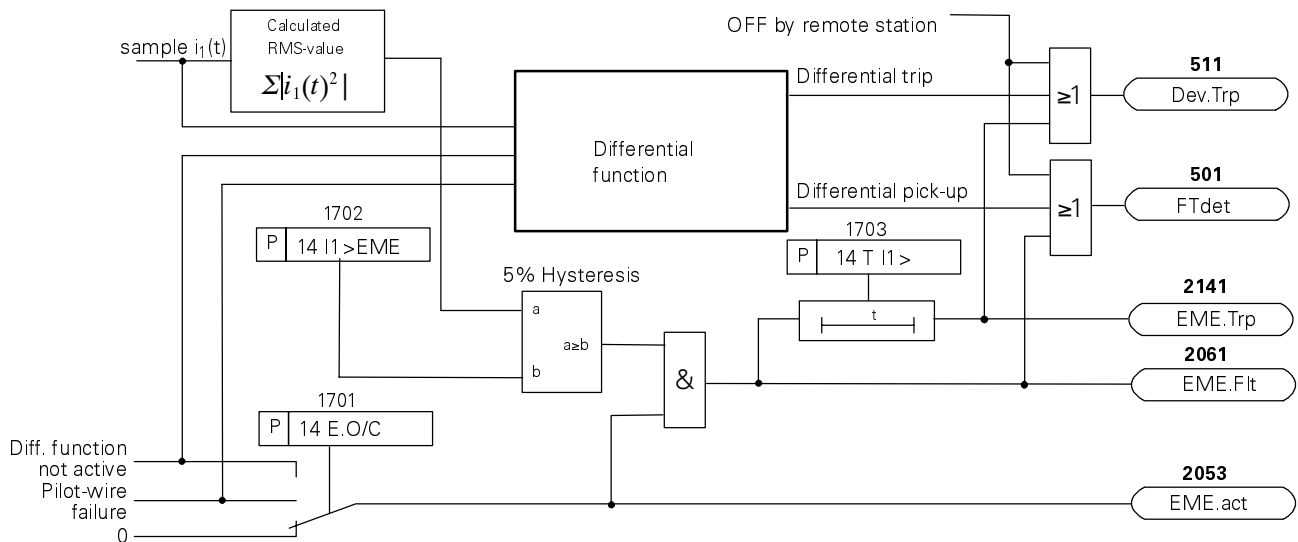 Calculated
RMS-value
Σ|i₁(t)²|
sample i₁(t)
OFF by remote station
511
Dev.Trp
Differential trip
≥1
Differential
function
501
FTdet
Differential pick-up
≥1
1702
P 14 I1 >EME
1703
P 14 T I1 >
5% Hysteresis
a
a≥b
b
t
2141
EME.Trp
2061
EME.Flt
&
1701
P 14 E.O/C
Diff. function
not active
Pilot-wire
failure
0
2053
EME.act